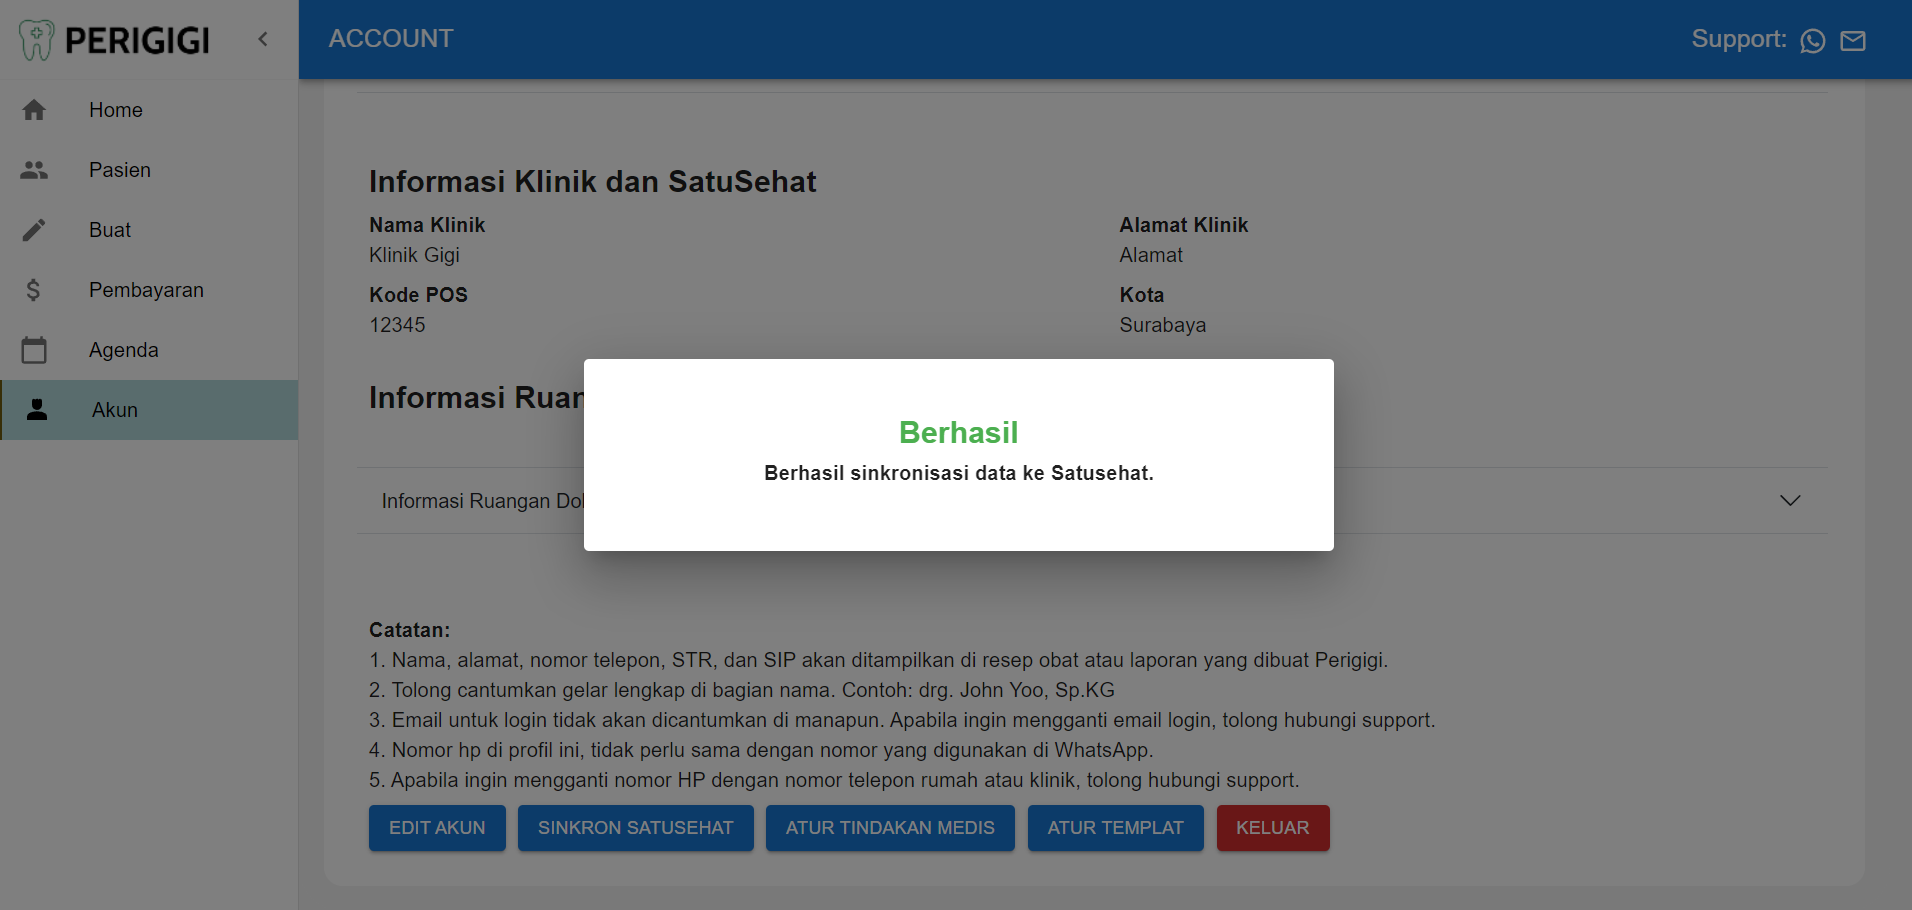 PERIGIGI
ACCOUNT
Support:
Home
Pasien
Buat
Pembayaran
Agenda
Akun
Informasi Klinik dan SatuSehat
Nama Klinik
Klinik Gigi
Alamat Klinik
Alamat
Kode POS
12345
Kota
Surabaya
Informasi Ruan
Informasi Ruangan Dok
Berhasil
Berhasil sinkronisasi data ke Satusehat.
Catatan:
1. Nama, alamat, nomor telepon, STR, dan SIP akan ditampilkan di resep obat atau laporan yang dibuat Perigigi.
2. Tolong cantumkan gelar lengkap di bagian nama. Contoh: drg. John Yoo, Sp.KG
3. Email untuk login tidak akan dicantumkan di manapun. Apabila ingin mengganti email login, tolong hubungi support.
4. Nomor hp di profil ini, tidak perlu sama dengan nomor yang digunakan di WhatsApp.
5. Apabila ingin mengganti nomor HP dengan nomor telepon rumah atau klinik, tolong hubungi support.
EDIT AKUN
SINKRON SATUSEHAT
ATUR TINDAKAN MEDIS
ATUR TEMPLAT
KELUAR